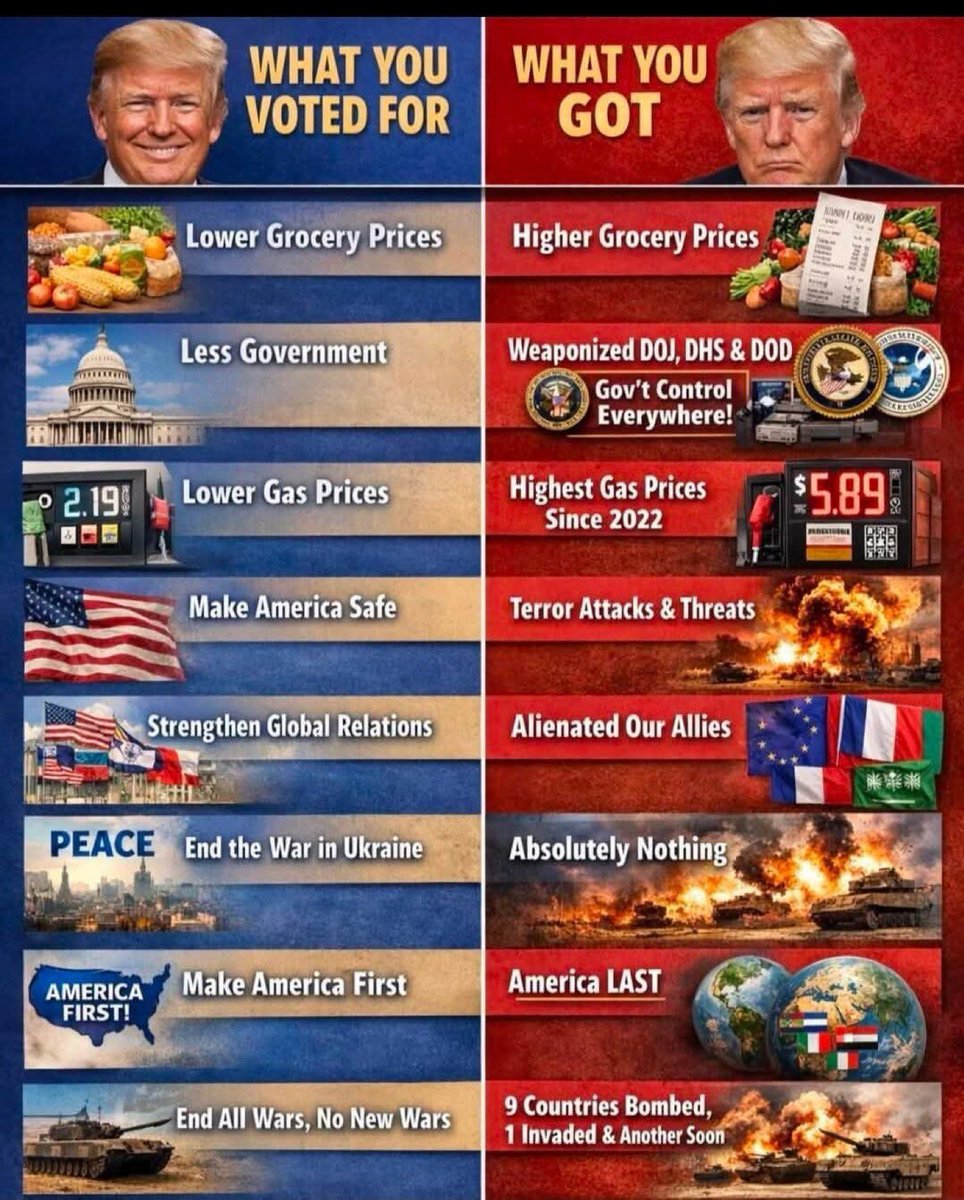 WHAT YOU
VOTED FOR
WHAT YOU
GOT
Lower Grocery Prices
Higher Grocery Prices
Less Government
Weaponized DOJ, DHS & DOD
Gov't Control
Everywhere!
2.19
Lower Gas Prices
Highest Gas Prices
Since 2022
$5.89
Make America Safe
Terror Attacks & Threats
Strengthen Global Relations
Alienated Our Allies
PEACE
End the War in Ukraine
Absolutely Nothing
AMERICA
FIRST!
Make America First
America LAST
End All Wars, No New Wars
9 Countries Bombed,
1 Invaded & Another Soon